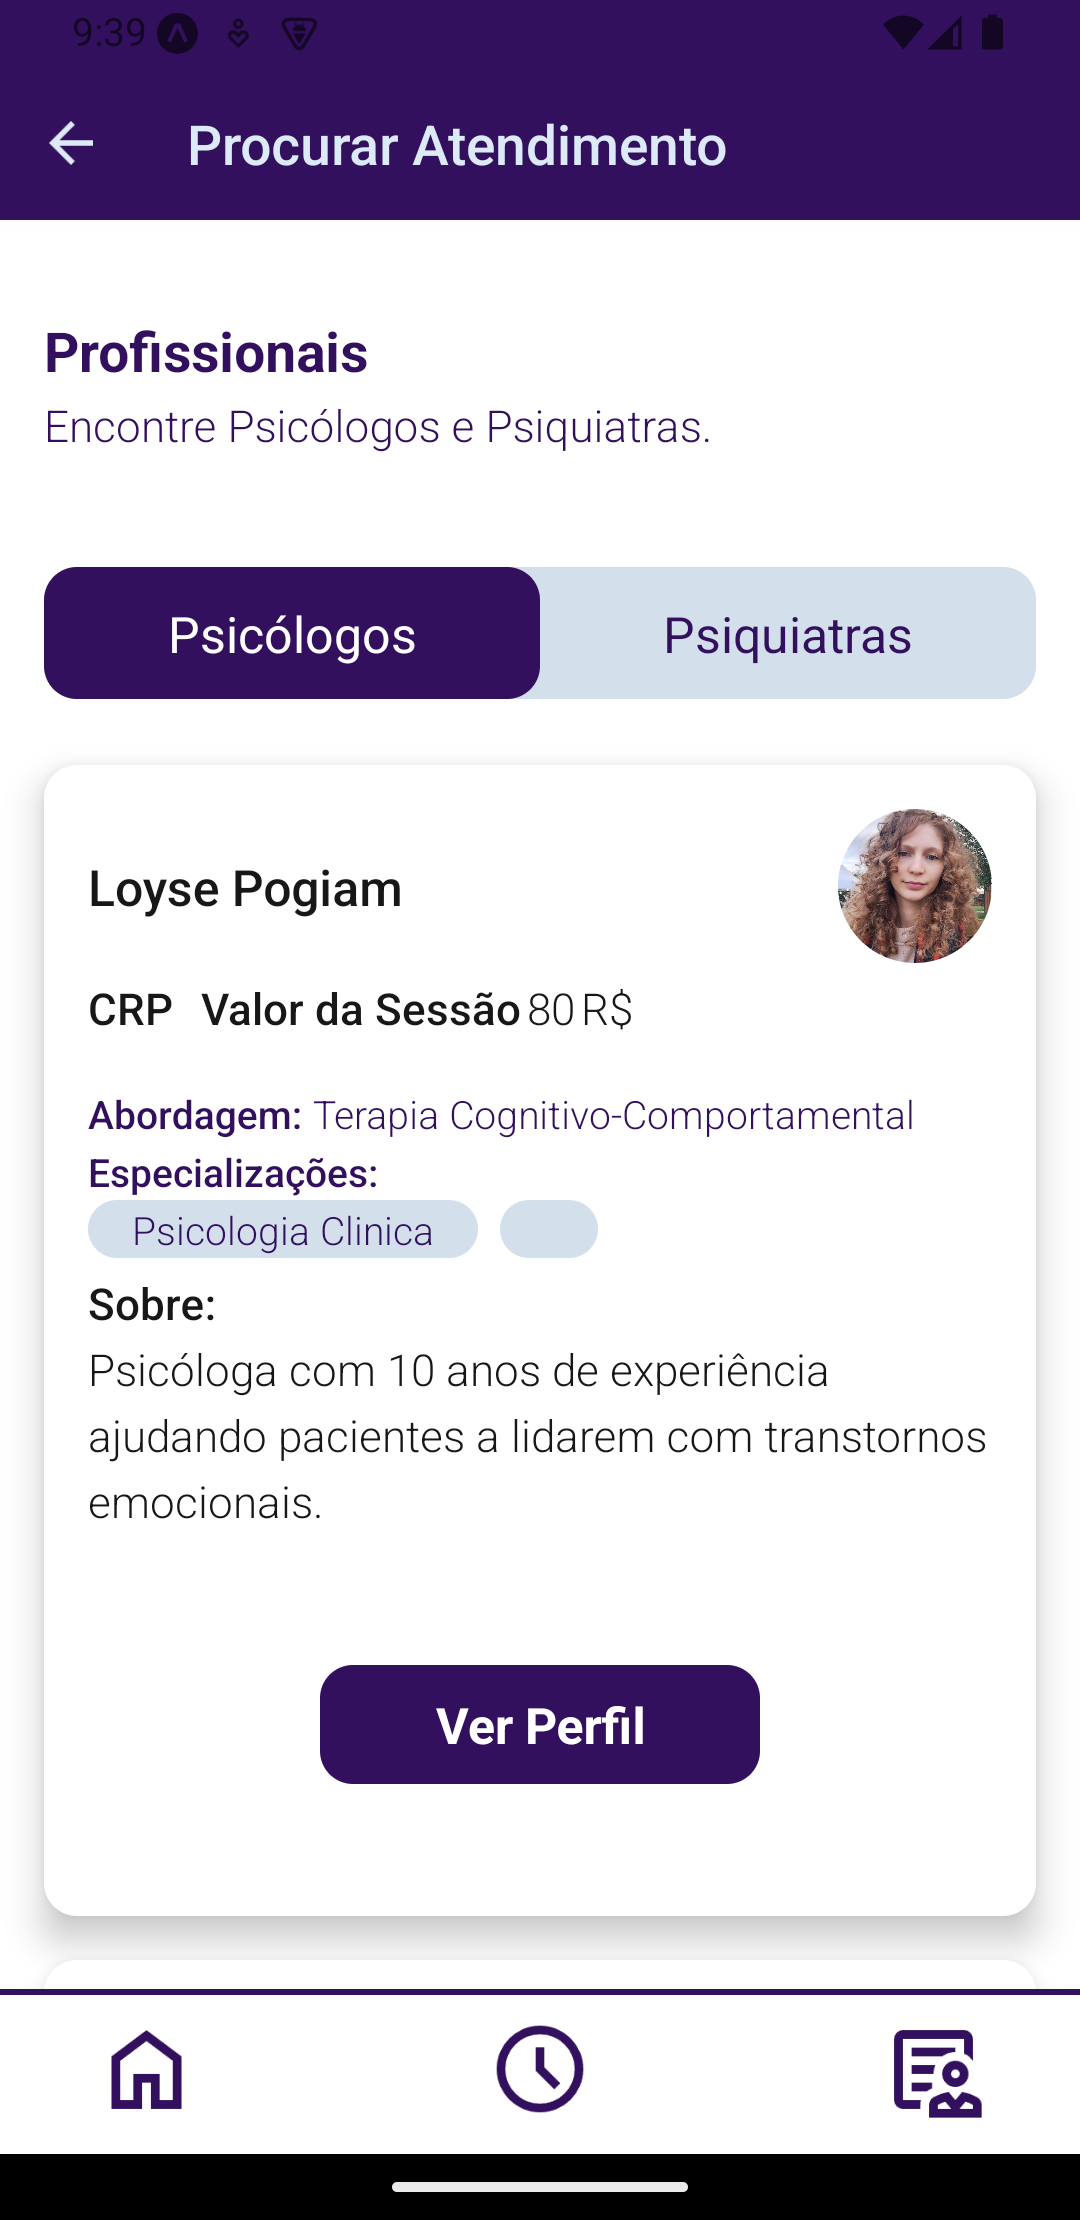 9:39
Procurar Atendimento
Profissionais
Encontre Psicólogos e Psiquiatras.
Psicólogos Psiquiatras
Loyse Pogiam
CRP Valor da Sessão 80 R$
Abordagem: Terapia Cognitivo-Comportamental
Especializações:
Psicologia Clinica
Sobre:
Psicóloga com 10 anos de experiência
ajudando pacientes a lidarem com transtornos
emocionais.
Ver Perfil